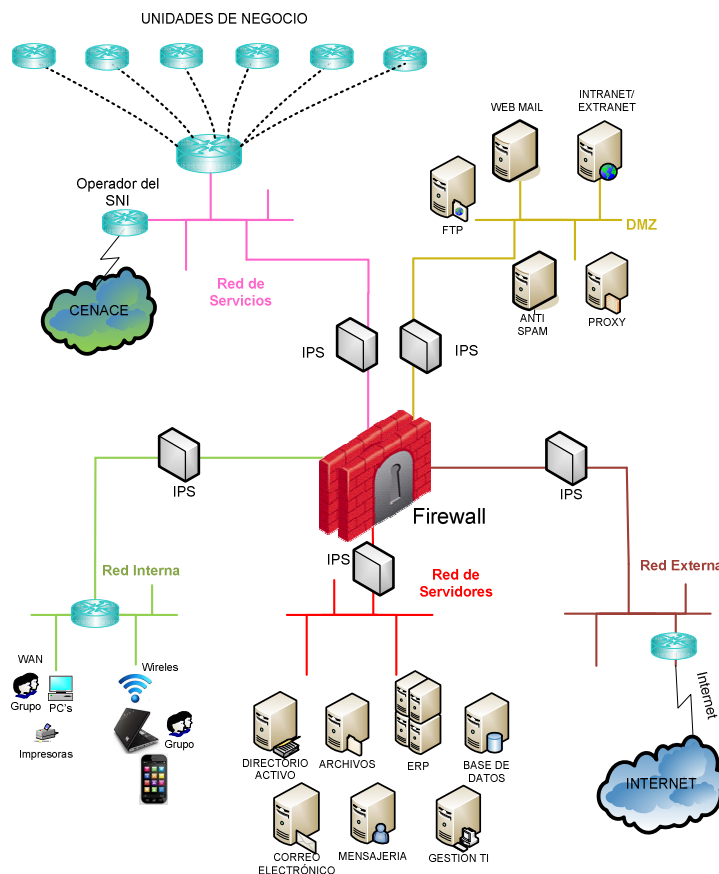 UNIDADES DE NEGOCIO
WEB MAIL
INTRANET/
EXTRANET
Operador del
SNI
FTP
DMZ
Red de
Servicios
CENACE
ANTI
SPAM
PROXY
IPS
IPS
IPS
IPS
Firewall
IPS
Red Interna
Red de
Servidores
Red Externa
WAN
Wireles
Grupo
PC's
Grupo
Impresoras
Internet
DIRECTORIO
ACTIVO
ARCHIVOS
ERP
BASE DE
DATOS
INTERNET
CORREO
ELECTRÓNICO
MENSAJERIA
GESTION TI